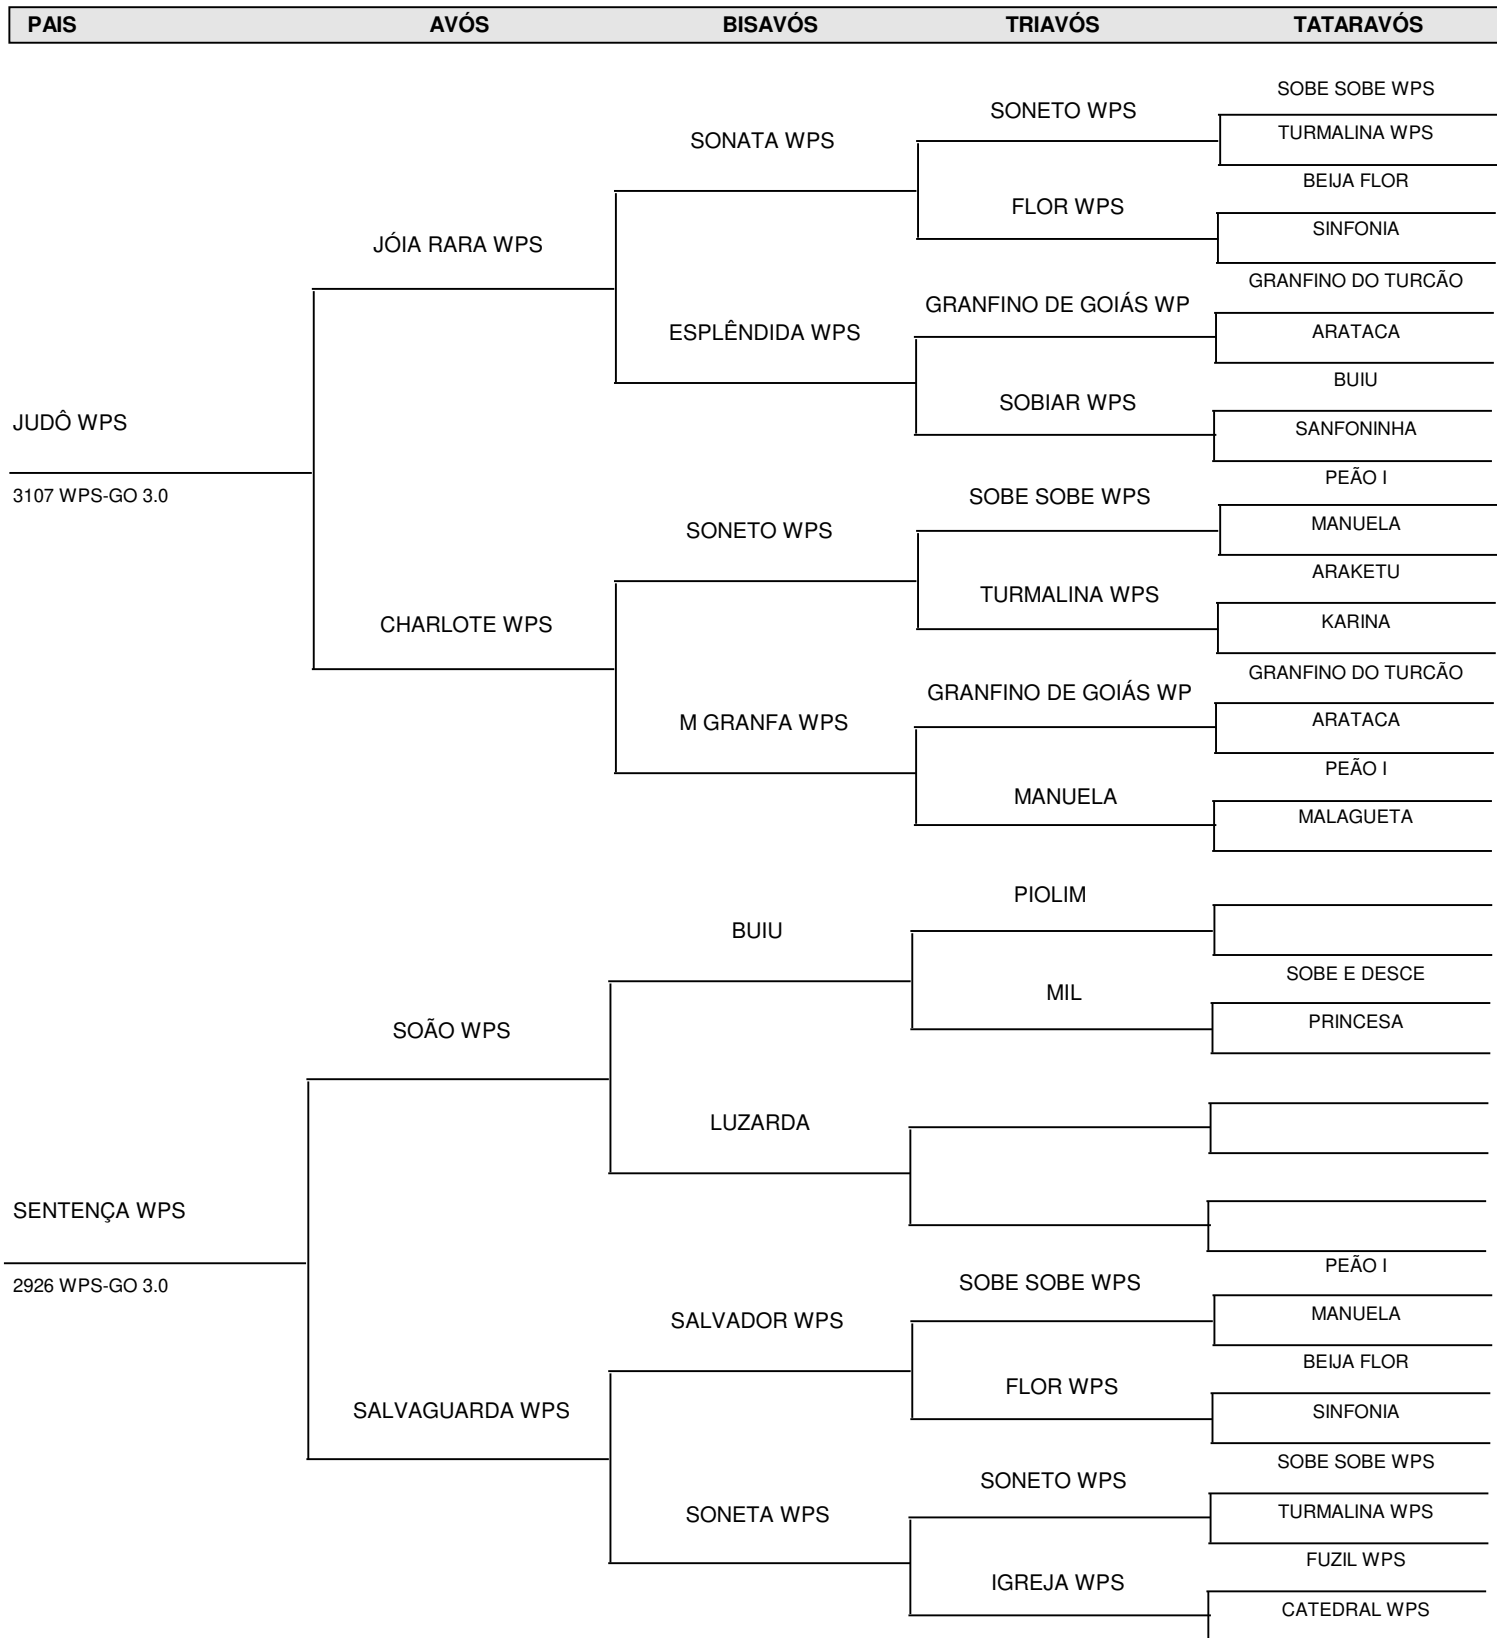 PAIS AVÓS BISAVÓS TRIAVÓS TATARAVÓS
SOBE SOBE WPS
SONETO WPS
TURMALINA WPS
SONATA WPS
BEIJA FLOR
FLOR WPS
SINFONIA
JÓIA RARA WPS
GRANFINO DO TURCÃO
GRANFINO DE GOIÁS WP
ARATACA
ESPLÊNDIDA WPS
BUIU
SOBIAR WPS
SANFONINHA
JUDÔ WPS
3107 WPS-GO 3.0
PEÃO I
SOBE SOBE WPS
MANUELA
SONETO WPS
ARAKETU
TURMALINA WPS
KARINA
CHARLOTE WPS
GRANFINO DO TURCÃO
GRANFINO DE GOIÁS WP
ARATACA
M GRANFA WPS
PEÃO I
MANUELA
MALAGUETA
PIOLIM
BUIU
SOBE E DESCE
MIL
PRINCESA
SOÃO WPS
LUZARDA
SENTENÇA WPS
2926 WPS-GO 3.0
PEÃO I
SOBE SOBE WPS
MANUELA
SALVADOR WPS
BEIJA FLOR
FLOR WPS
SINFONIA
SALVAGUARDA WPS
SOBE SOBE WPS
SONETO WPS
TURMALINA WPS
SONETA WPS
FUZIL WPS
IGREJA WPS
CATEDRAL WPS